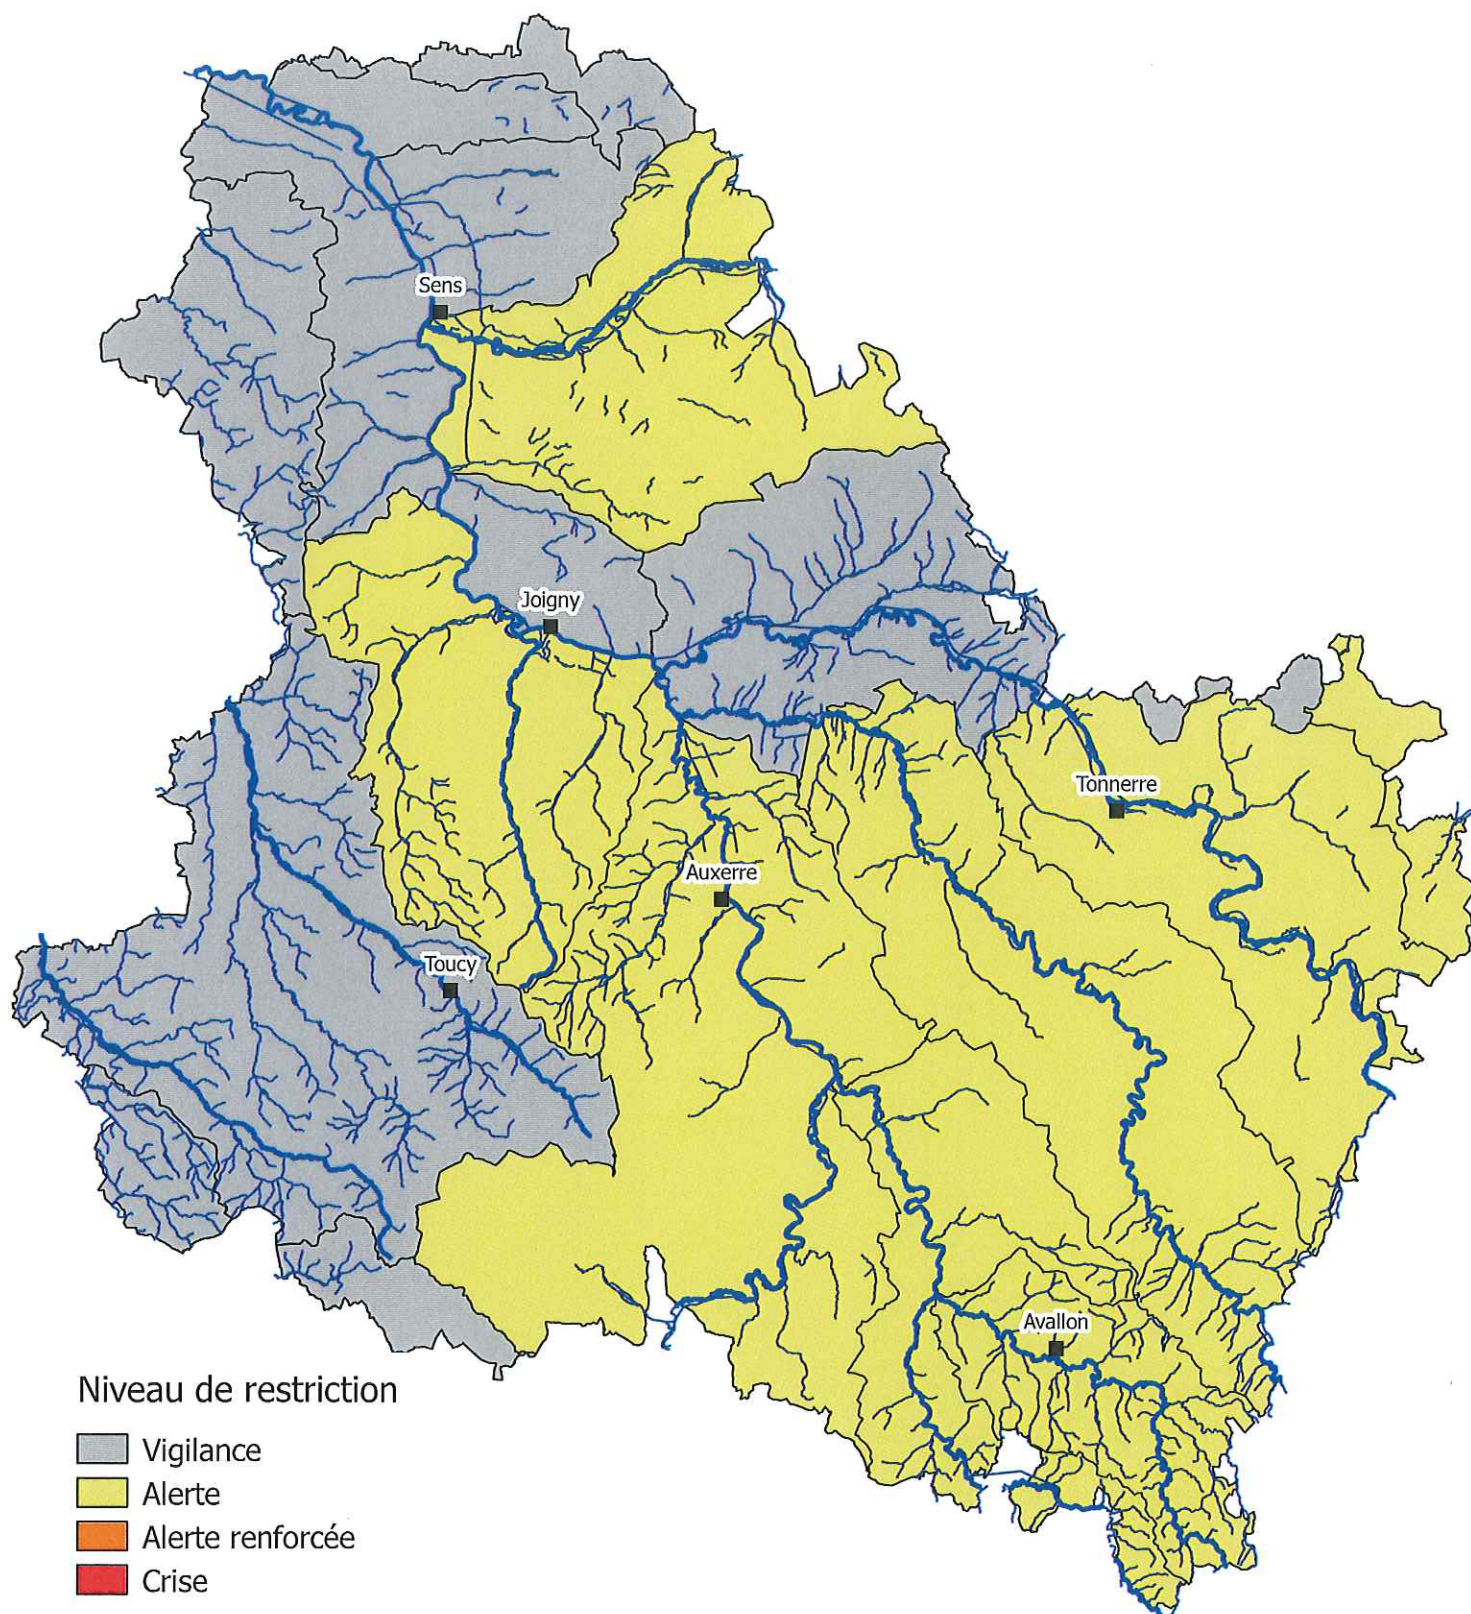 Sens
Joigny
Tonnerre
Auxerre
Toucy
Avallon
Niveau de restriction
Vigilance
Alerte
Alerte renforcée
Crise